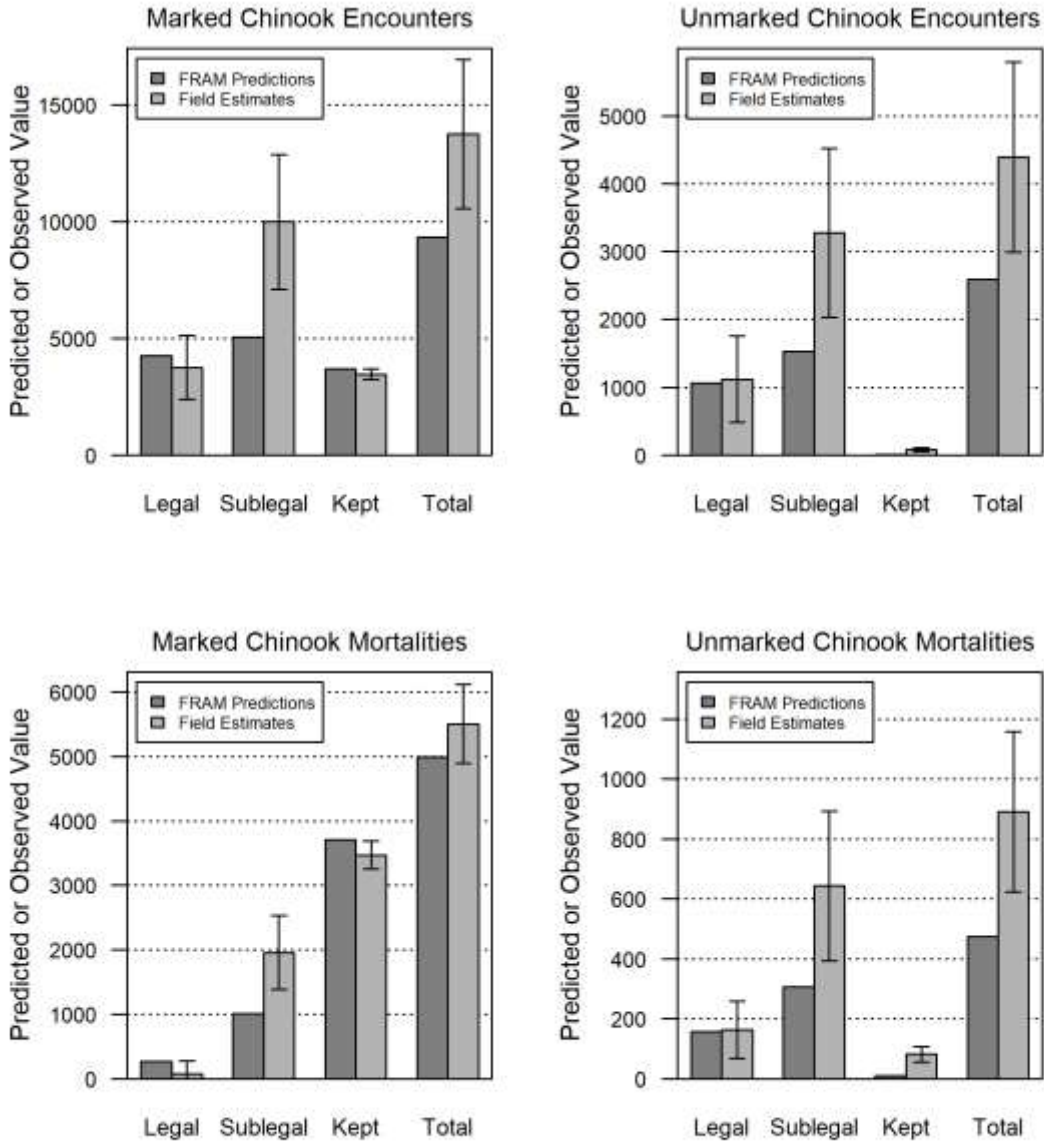 Marked Chinook Encounters
Predicted or Observed Value
FRAM Predictions
Field Estimates
15000
10000
5000
0
Legal Sublegal Kept Total
Unmarked Chinook Encounters
Predicted or Observed Value
FRAM Predictions
Field Estimates
5000
4000
3000
2000
1000
0
Legal Sublegal Kept Total
Marked Chinook Mortalities
Predicted or Observed Value
FRAM Predictions
Field Estimates
6000
5000
4000
3000
2000
1000
0
Legal Sublegal Kept Total
Unmarked Chinook Mortalities
Predicted or Observed Value
FRAM Predictions
Field Estimates
1200
1000
800
600
400
200
0
Legal Sublegal Kept Total